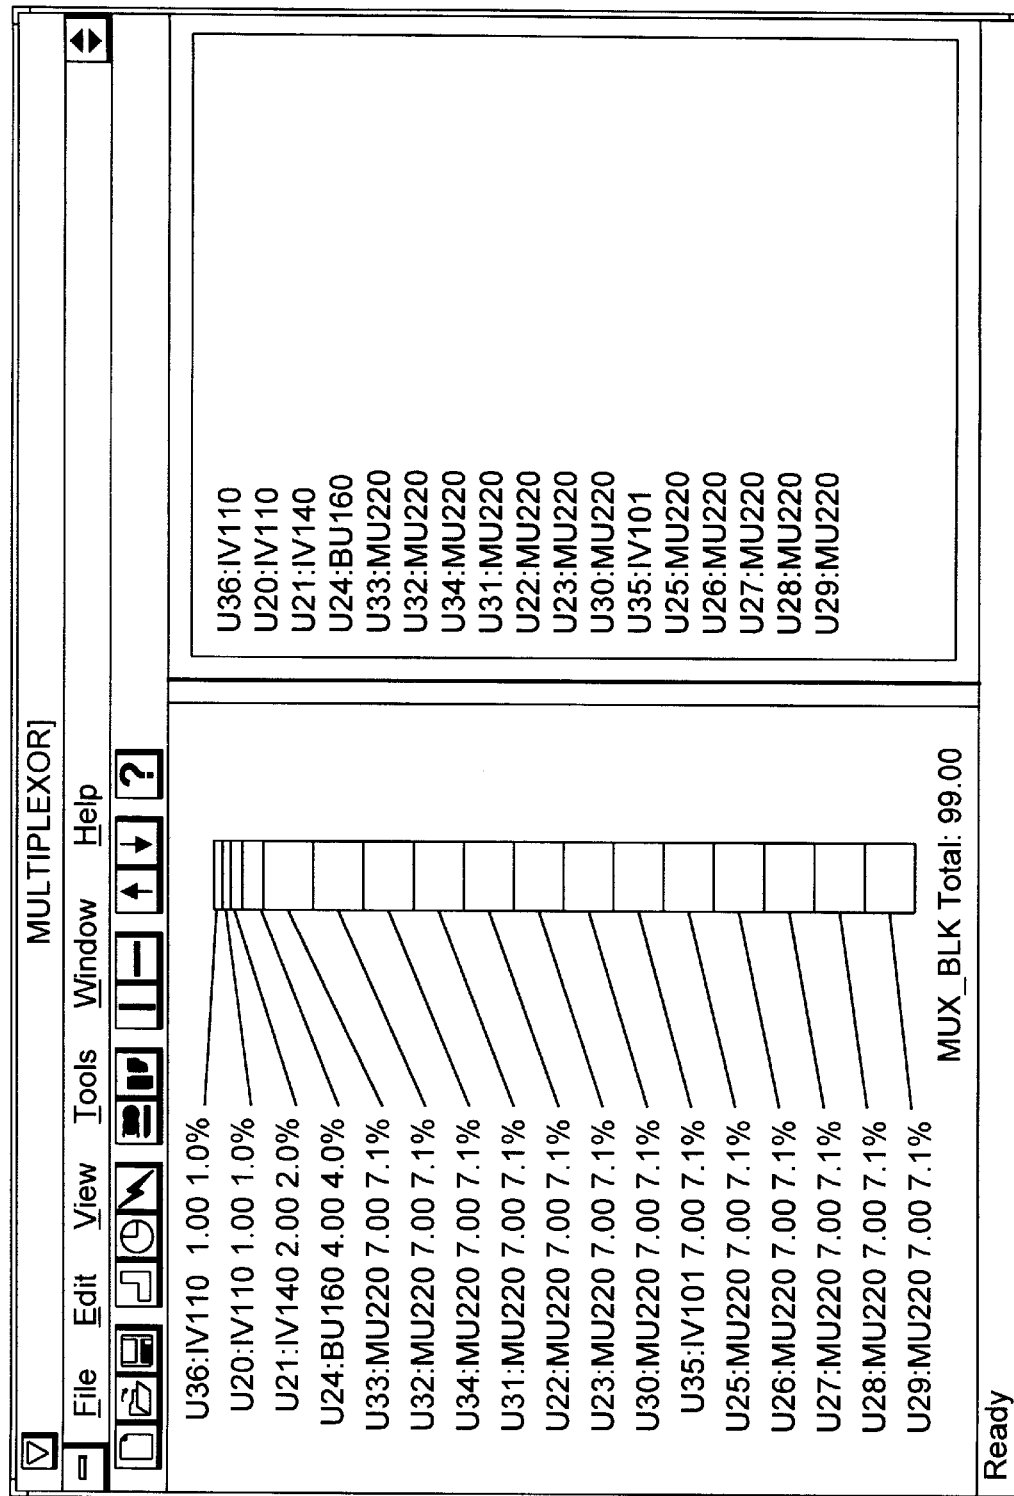 MULTIPLEXOR]
File Edit View Tools Window Help
?
U36:IV110 1.00 1.0%
U20:IV110 1.00 1.0%
U21:IV140 2.00 2.0%
U24:BU160 4.00 4.0%
U33:MU220 7.00 7.1%
U32:MU220 7.00 7.1%
U34:MU220 7.00 7.1%
U31:MU220 7.00 7.1%
U22:MU220 7.00 7.1%
U23:MU220 7.00 7.1%
U30:MU220 7.00 7.1%
U35:IV101 7.00 7.1%
U25:MU220 7.00 7.1%
U26:MU220 7.00 7.1%
U27:MU220 7.00 7.1%
U28:MU220 7.00 7.1%
U29:MU220 7.00 7.1%
MUX_BLK Total: 99.00
U36:IV110
U20:IV110
U21:IV140
U24:BU160
U33:MU220
U32:MU220
U34:MU220
U31:MU220
U22:MU220
U23:MU220
U30:MU220
U35:IV101
U25:MU220
U26:MU220
U27:MU220
U28:MU220
U29:MU220
Ready